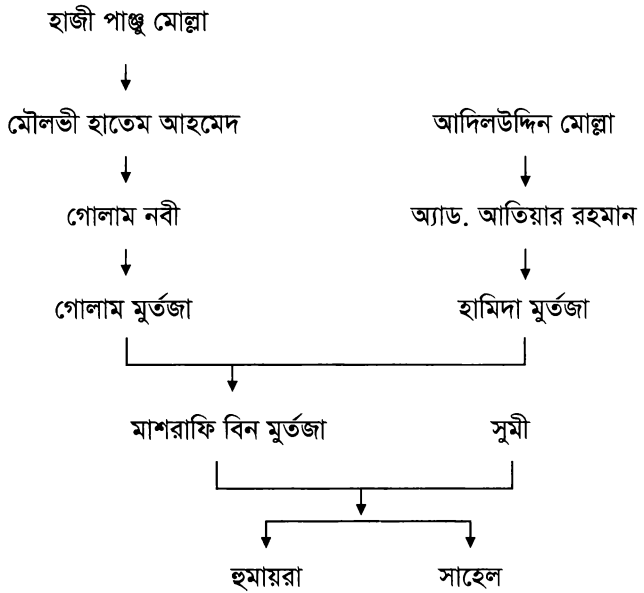 হাজী পাঞ্জু মোল্লা
মৌলভী হাতেম আহমেদ
আদিলউদ্দিন মোল্লা
গোলাম নবী
অ্যাড. আতিয়ার রহমান
গোলাম মুর্তজা
হামিদা মুর্তজা
মাশরাফি বিন মুর্তজা
সুমী
হুমায়রা
সাহেল